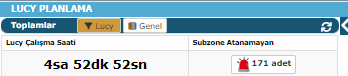 LUCY PLANLAMA
Toplamlar Lucy Genel
Lucy Çalışma Saati Subzone Atanamayan
4sa 52dk 52sn 171 adet